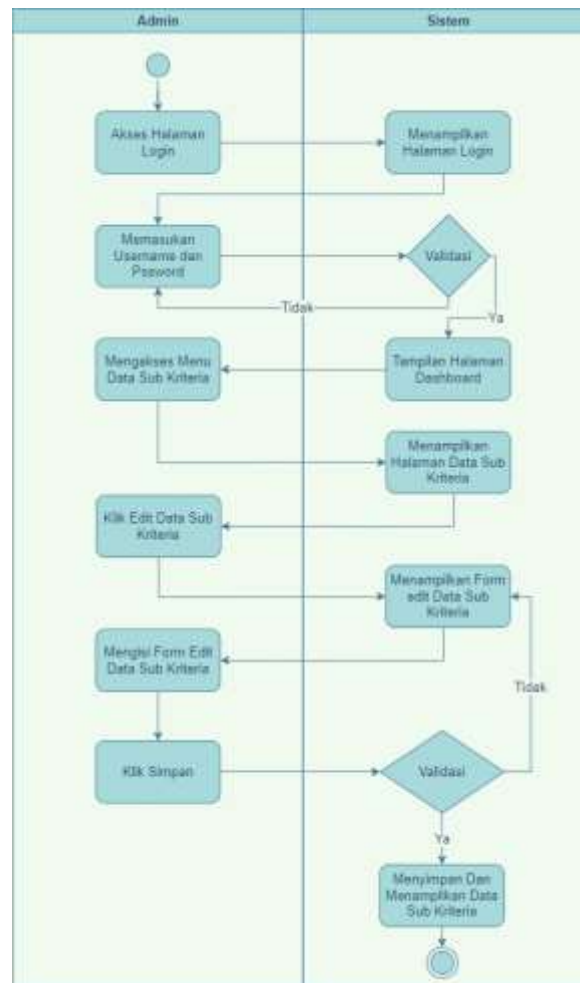 Admin
Sistem
Akses Halaman
Login
Menampilkan
Halaman Login
Memasukan
Username dan
Pssword
Validasi
Tidak
Ya
Mengakses Menu
Data Sub Kriteria
Tampilan Halaman
Dashboard
Menampilkan
Halaman Data Sub
Kriteria
Klik Edit Data Sub
Kriteria
Menampilkan Form
edit Data Sub
Kriteria
Mengisi Form Edit
Data Sub Kriteria
Tidak
Klik Simpan
Validasi
Ya
Menyimpan Dan
Menampilkan Data
Sub Kriteria